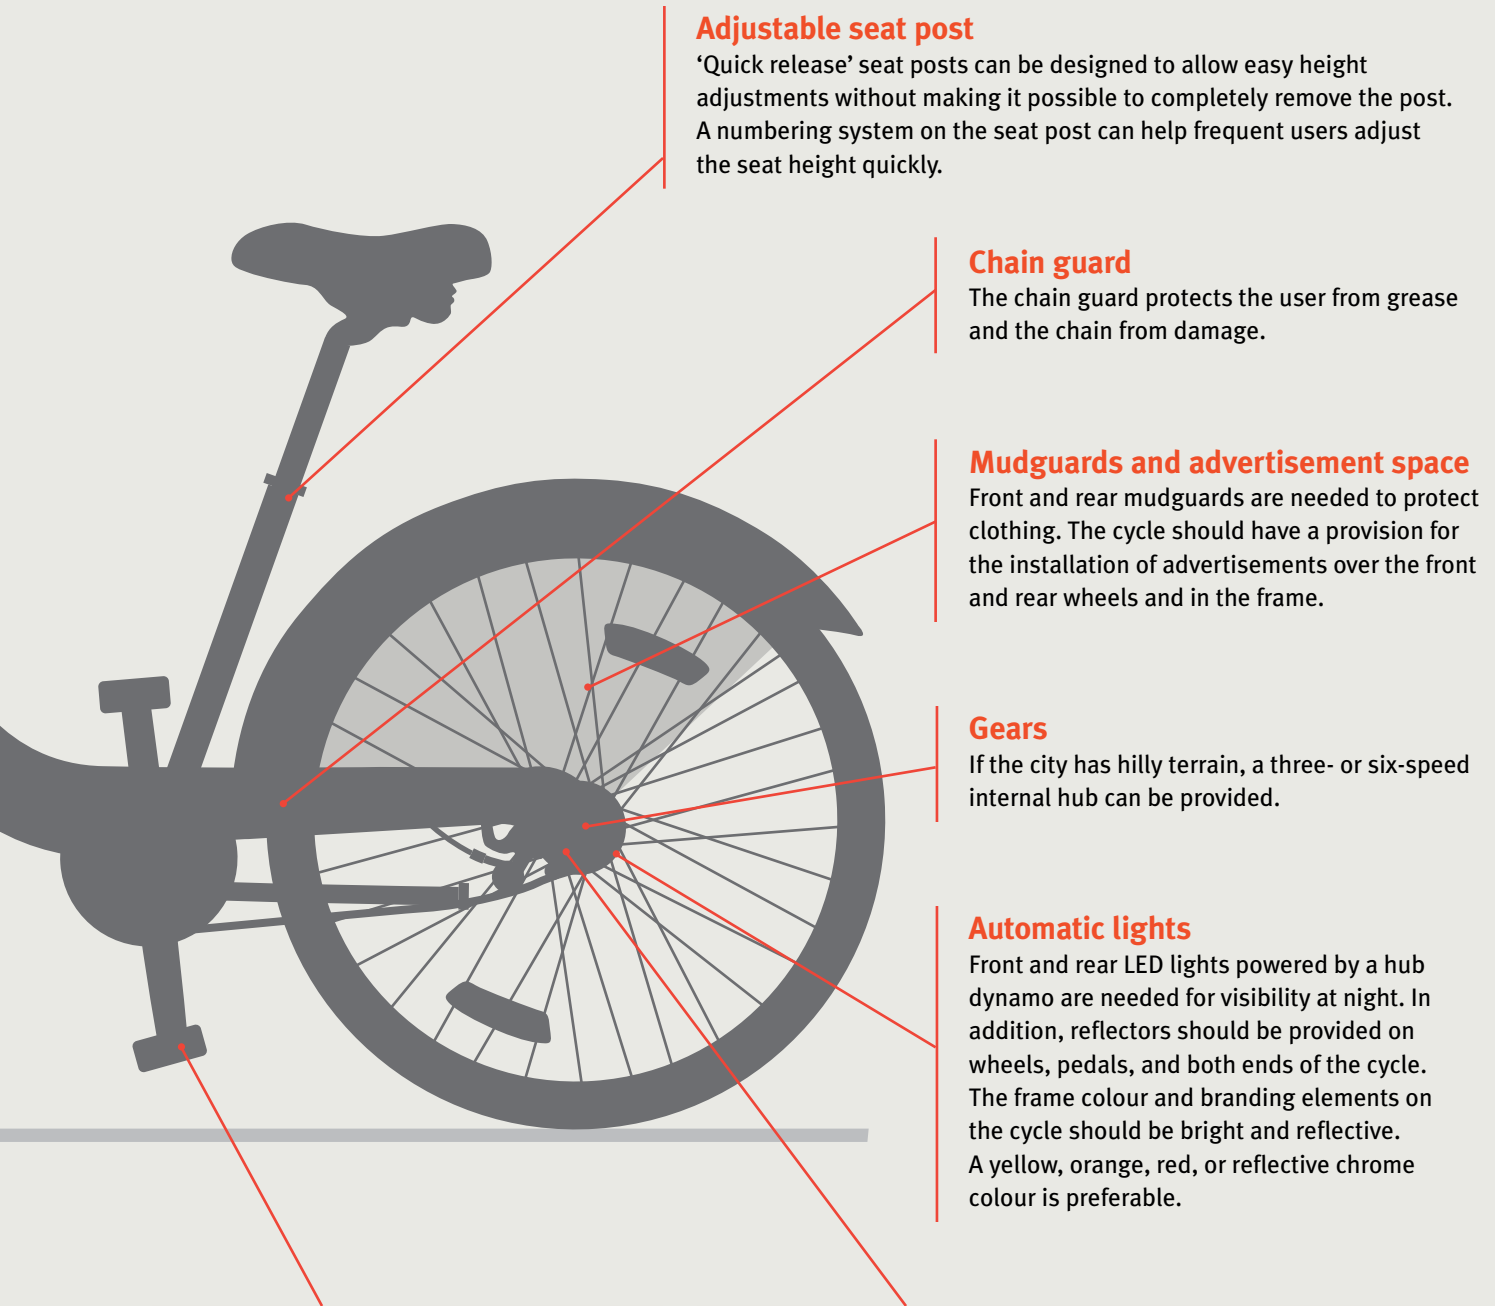 Adjustable seat post
‘Quick release’ seat posts can be designed to allow easy height
adjustments without making it possible to completely remove the post.
A numbering system on the seat post can help frequent users adjust
the seat height quickly.
Chain guard
The chain guard protects the user from grease
and the chain from damage.
Mudguards and advertisement space
Front and rear mudguards are needed to protect
clothing. The cycle should have a provision for
the installation of advertisements over the front
and rear wheels and in the frame.
Gears
If the city has hilly terrain, a three- or six-speed
internal hub can be provided.
Automatic lights
Front and rear LED lights powered by a hub
dynamo are needed for visibility at night. In
addition, reflectors should be provided on
wheels, pedals, and both ends of the cycle.
The frame colour and branding elements on
the cycle should be bright and reflective.
A yellow, orange, red, or reflective chrome
colour is preferable.